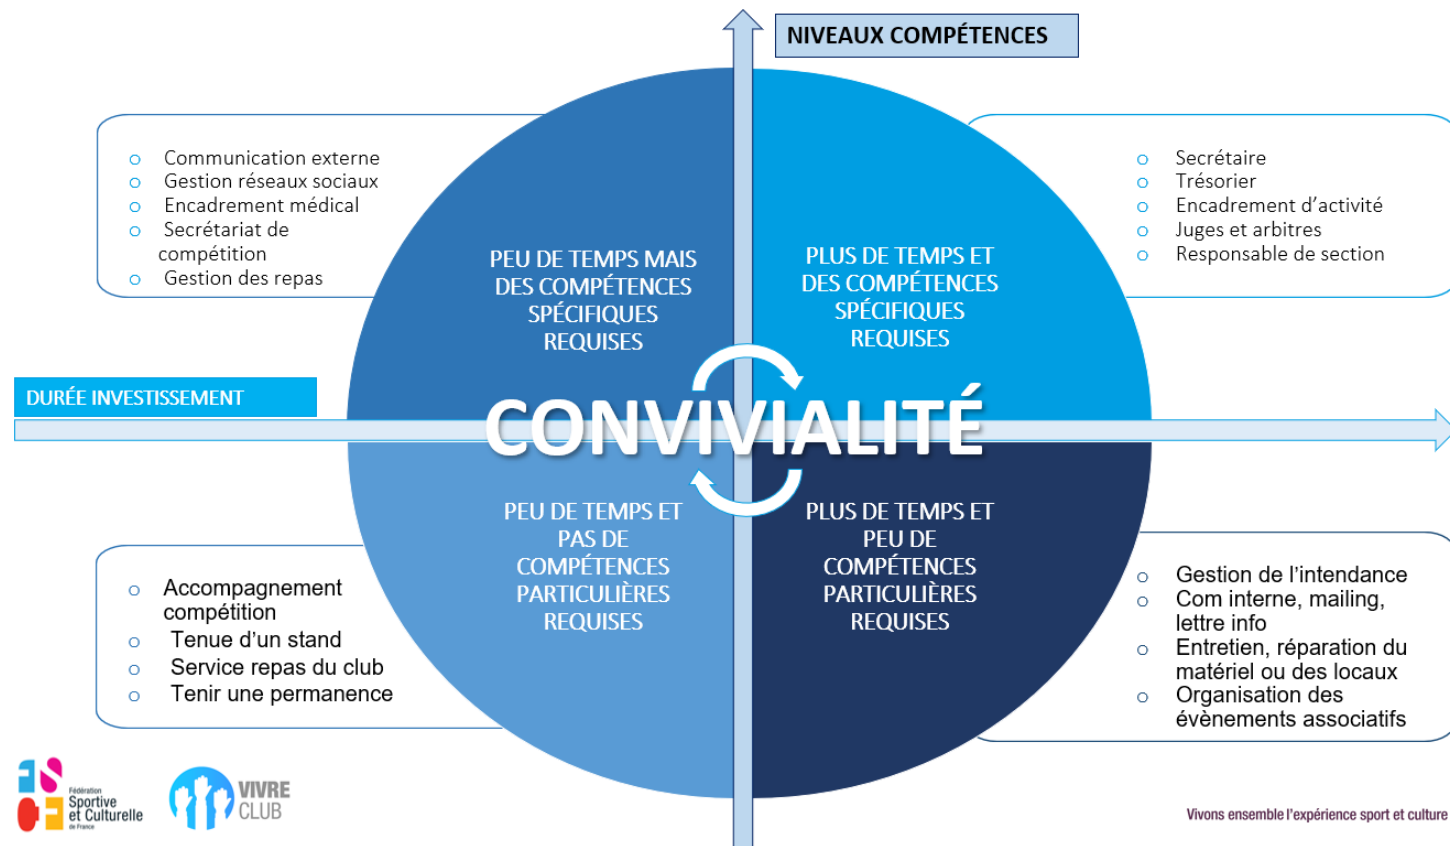 NIVEAUX COMPÉTENCES
o Communication externe
o Gestion réseaux sociaux
o Encadrement médical
o Secrétariat de
compétition
o Gestion des repas
PEU DE TEMPS MAIS
DES COMPÉTENCES
SPÉCIFIQUES
REQUISES
PLUS DE TEMPS ET
DES COMPÉTENCES
SPÉCIFIQUES
REQUISES
o Secrétaire
o Trésorier
o Encadrement d’activité
o Juges et arbitres
o Responsable de section
DURÉE INVESTISSEMENT
CONVIVIALITÉ
o Accompagnement
compétition
o Tenue d’un stand
o Service repas du club
o Tenir une permanence
PEU DE TEMPS ET
PAS DE
COMPÉTENCES
PARTICULIÈRES
REQUISES
PLUS DE TEMPS ET
PEU DE
COMPÉTENCES
PARTICULIÈRES
REQUISES
o Gestion de l’intendance
o Com interne, mailing,
lettre info
o Entretien, réparation du
matériel ou des locaux
o Organisation des
évènements associatifs
FSCF
Fédération
Sportive
et Culturelle
de France
VIVRE
CLUB
Vivons ensemble l’expérience sport et culture